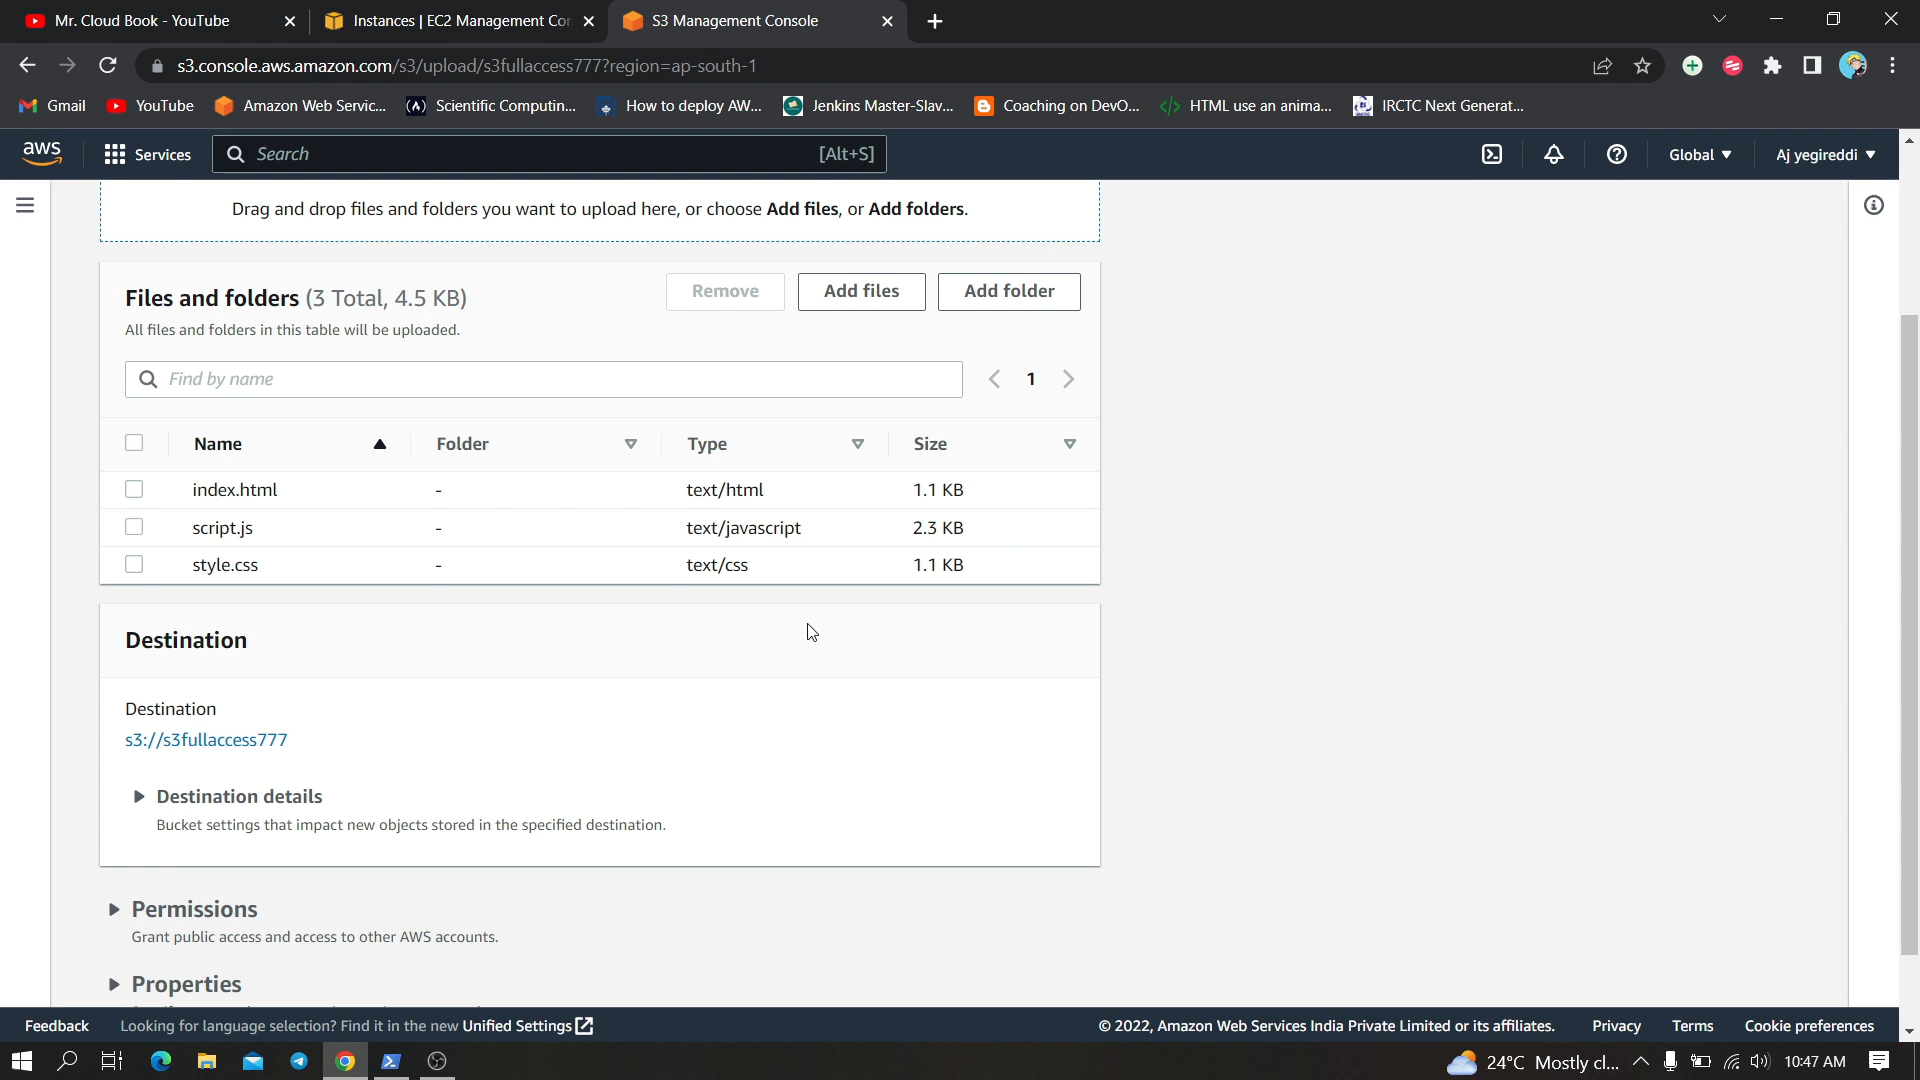 Mr. Cloud Book - YouTube
Instances | EC2 Management Con
S3 Management Console
s3.console.aws.amazon.com/s3/upload/s3fullaccess777?region=ap-south-1
Gmail
YouTube
Amazon Web Servic...
Scientific Computin...
How to deploy AW...
Jenkins Master-Slav...
Coaching on DevO...
HTML use an anima...
IRCTC Next Generat...
aws
Services
Search
[Alt+S]
Global
Aj yegireddi
Drag and drop files and folders you want to upload here, or choose Add files, or Add folders.
Files and folders (3 Total, 4.5 KB)
Remove
Add files
Add folder
All files and folders in this table will be uploaded.
Find by name
1
Name Folder Type Size
index.html - text/html 1.1 KB
script.js - text/javascript 2.3 KB
style.css - text/css 1.1 KB
Destination
Destination
s3://s3fullaccess777
Destination details
Bucket settings that impact new objects stored in the specified destination.
Permissions
Grant public access and access to other AWS accounts.
Properties
Feedback
Looking for language selection? Find it in the new Unified Settings
© 2022, Amazon Web Services India Private Limited or its affiliates.
Privacy
Terms
Cookie preferences
24°C Mostly cl...
10:47 AM